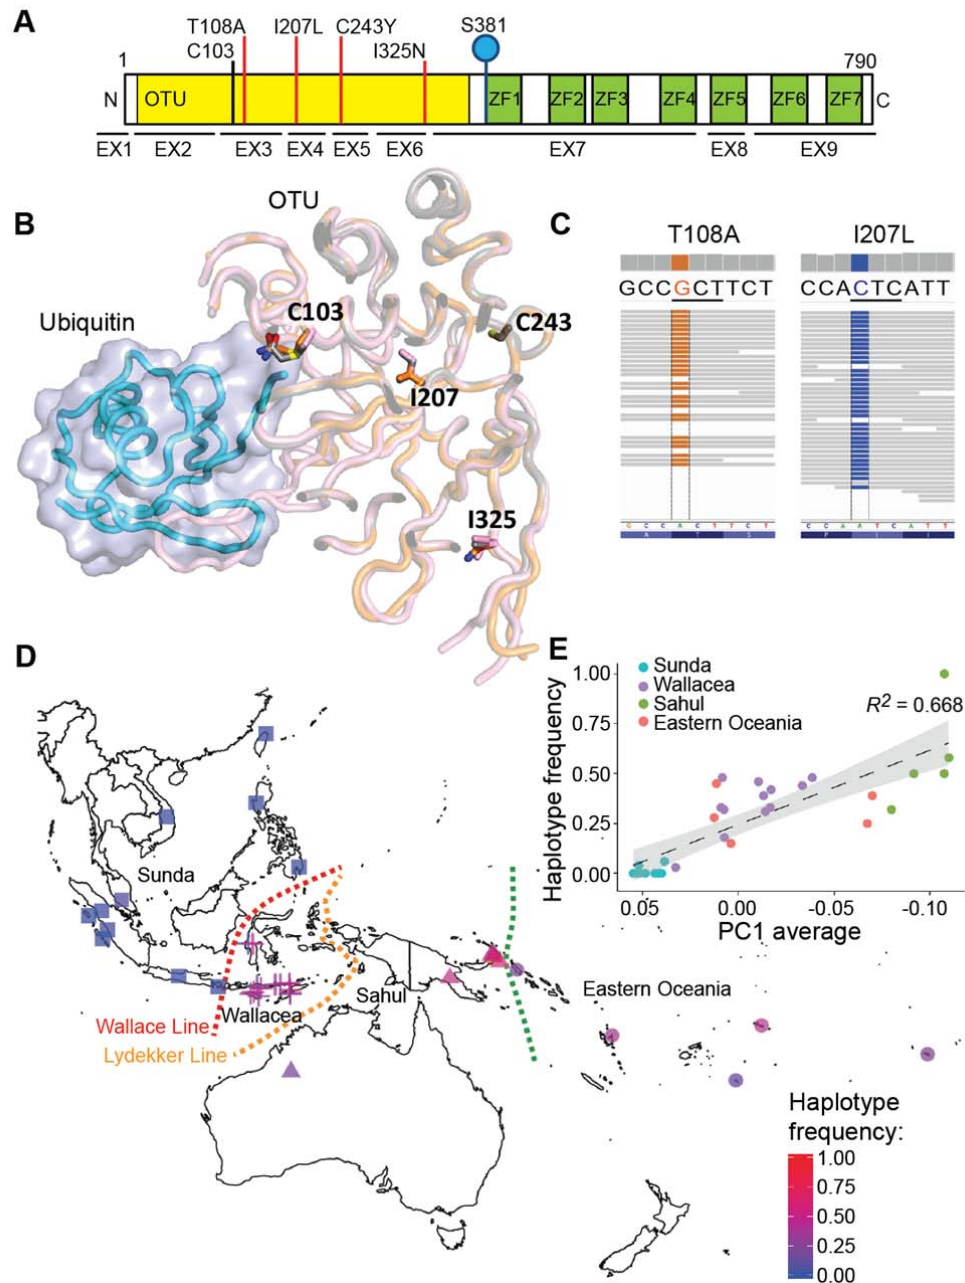 A
T108A I207L C243Y S381
C103 I325N
1 790
N OTU ZF1 ZF2 ZF3 ZF4 ZF5 ZF6 ZF7 C
EX1 EX2 EX3 EX4 EX5 EX6 EX7 EX8 EX9
B
OTU
Ubiquitin
C103
C243
I207
I325
C
T108A I207L
GCCGCTTCT CCACTCATT
G C C A C T T C T C C A A T C A T T
A T S P I I
D
Sunda
Wallacea
Sahul
Eastern Oceania
Wallace Line
Lydekker Line
Haplotype
frequency:
1.00
0.75
0.50
0.25
0.00
E
Sunda
Wallacea
Sahul
Eastern Oceania
R² = 0.668
Haplotype frequency
1.00
0.75
0.50
0.25
0.00
0.05 0.00 -0.05 -0.10
PC1 average